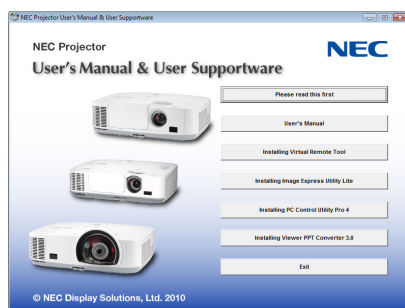 NEC Projector User's Manual & User Supportware
NEC Projector
NEC
User's Manual & User Supportware
Please read this first
User's Manual
Installing Virtual Remote Tool
Installing Image Express Utility Lite
Installing PC Control Utility Pro 4
Installing Viewer PPT Converter 3.0
Exit
© NEC Display Solutions, Ltd. 2010